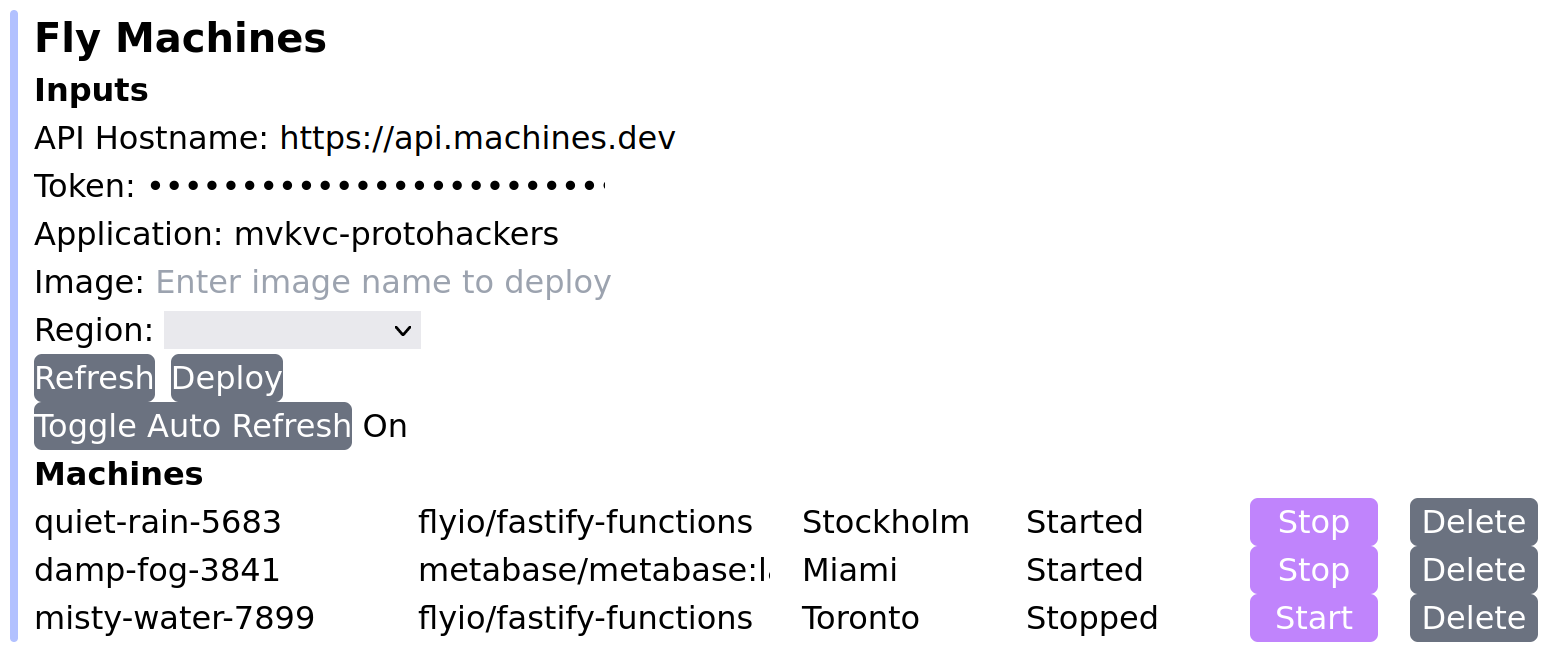 Fly Machines
Inputs
API Hostname: https://api.machines.dev
Token: •••••••••••••••••••••••••
Application: mvkvc-protohackers
Image: Enter image name to deploy
Region:
Refresh Deploy
Toggle Auto Refresh On
Machines
quiet-rain-5683 flyio/fastify-functions Stockholm Started Stop Delete
damp-fog-3841 metabase/metabase:l Miami Started Stop Delete
misty-water-7899 flyio/fastify-functions Toronto Stopped Start Delete